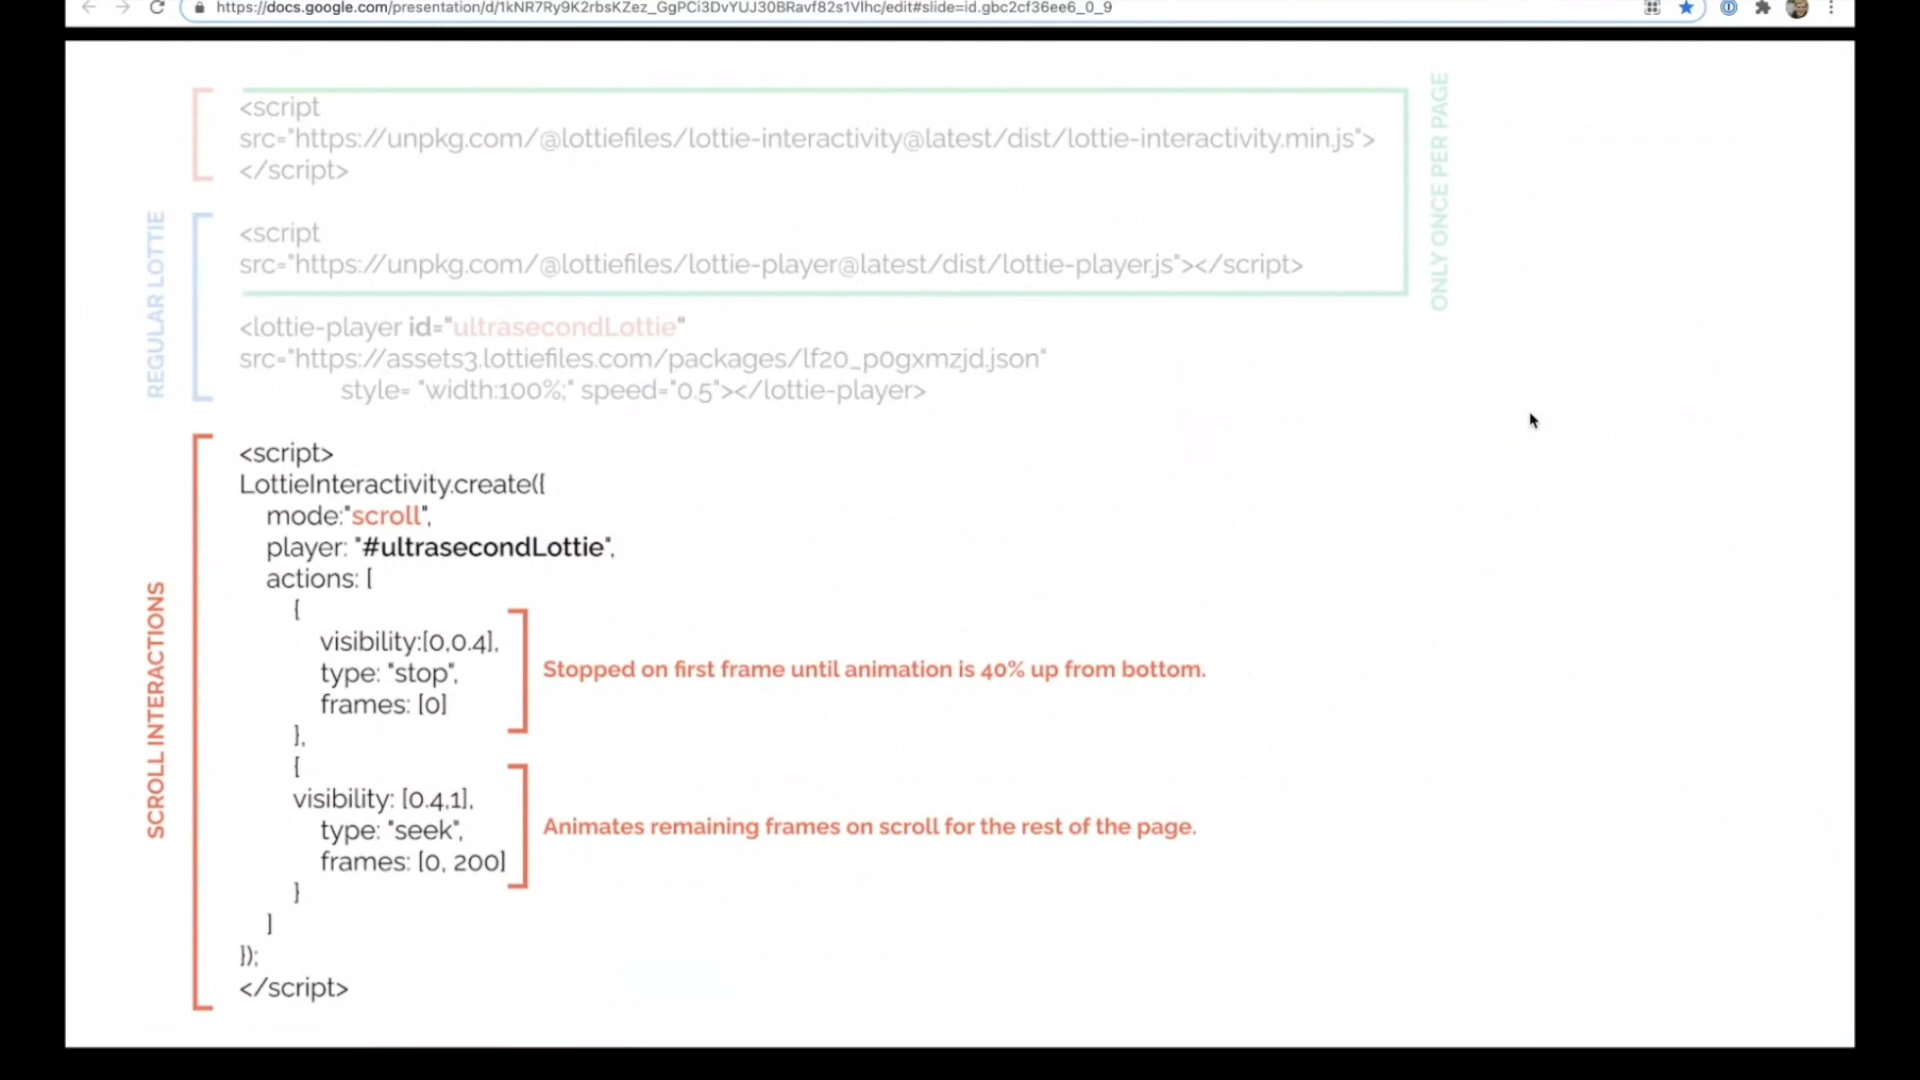 https://docs.google.com/presentation/d/1kNR7Ry9K2rbsKZez_GgPCi3DvYUJ30BRavf82s1Vlhc/edit#slide=id.gbc2cf36ee6_0_9
<script
src="https://unpkg.com/@lottiefiles/lottie-interactivity@latest/dist/lottie-interactivity.min.js">
</script>
ONLY ONCE PER PAGE
REGULAR LOTTIE
<script
src="https://unpkg.com/@lottiefiles/lottie-player@latest/dist/lottie-player.js"></script>
<lottie-player id="ultrasecondLottie"
src="https://assets3.lottiefiles.com/packages/lf20_p0gxmzjd.json"
style= "width:100%;" speed="0.5"></lottie-player>
SCROLL INTERACTIONS
<script>
LottieInteractivity.create({
mode:"scroll",
player: "#ultrasecondLottie",
actions: [
{
visibility:[0,0.4],
type: "stop",
frames: [0]
Stopped on first frame until animation is 40% up from bottom.
},
{
visibility: [0.4,1],
type: "seek",
frames: [0, 200]
Animates remaining frames on scroll for the rest of the page.
}
]
});
</script>